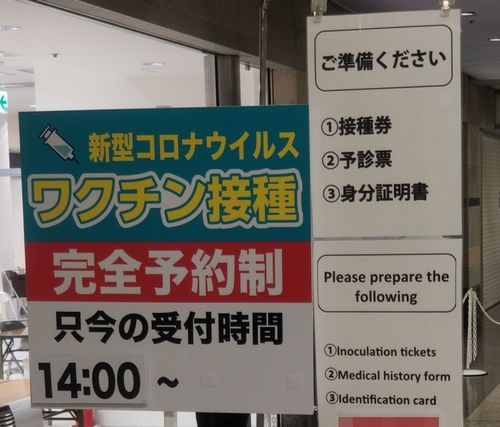 新型コロナウイルス
ワクチン接種
完全予約制
只今の受付時間
14:00 ~
ご準備ください
①接種券
②予診票
③身分証明書
Please prepare the
following
①Inoculation tickets
②Medical history form
③Identification card